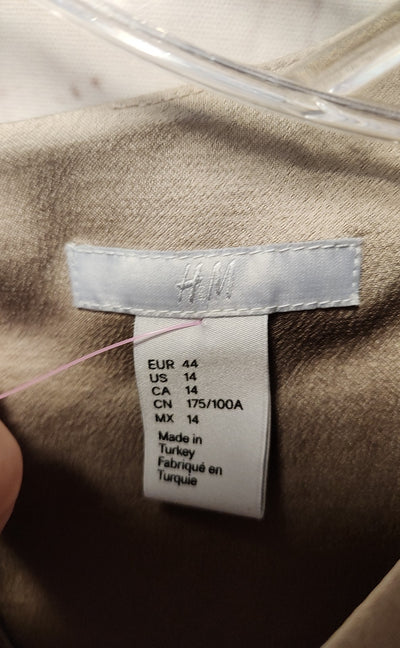 H&M
EUR 44
US 14
CA 14
CN 175/100A
MX 14
Made in
Turkey
Fabriqué en
Turquie